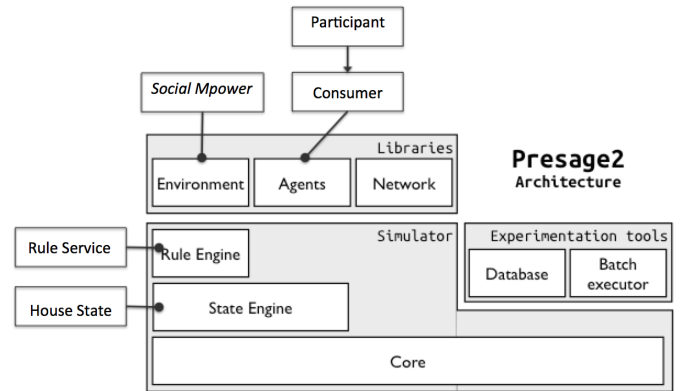 Participant
Social Mpower
Consumer
Libraries
Environment
Agents
Network
Presage2
Architecture
Rule Service
Rule Engine
Simulator
Experimentation tools
Database
Batch
executor
House State
State Engine
Core